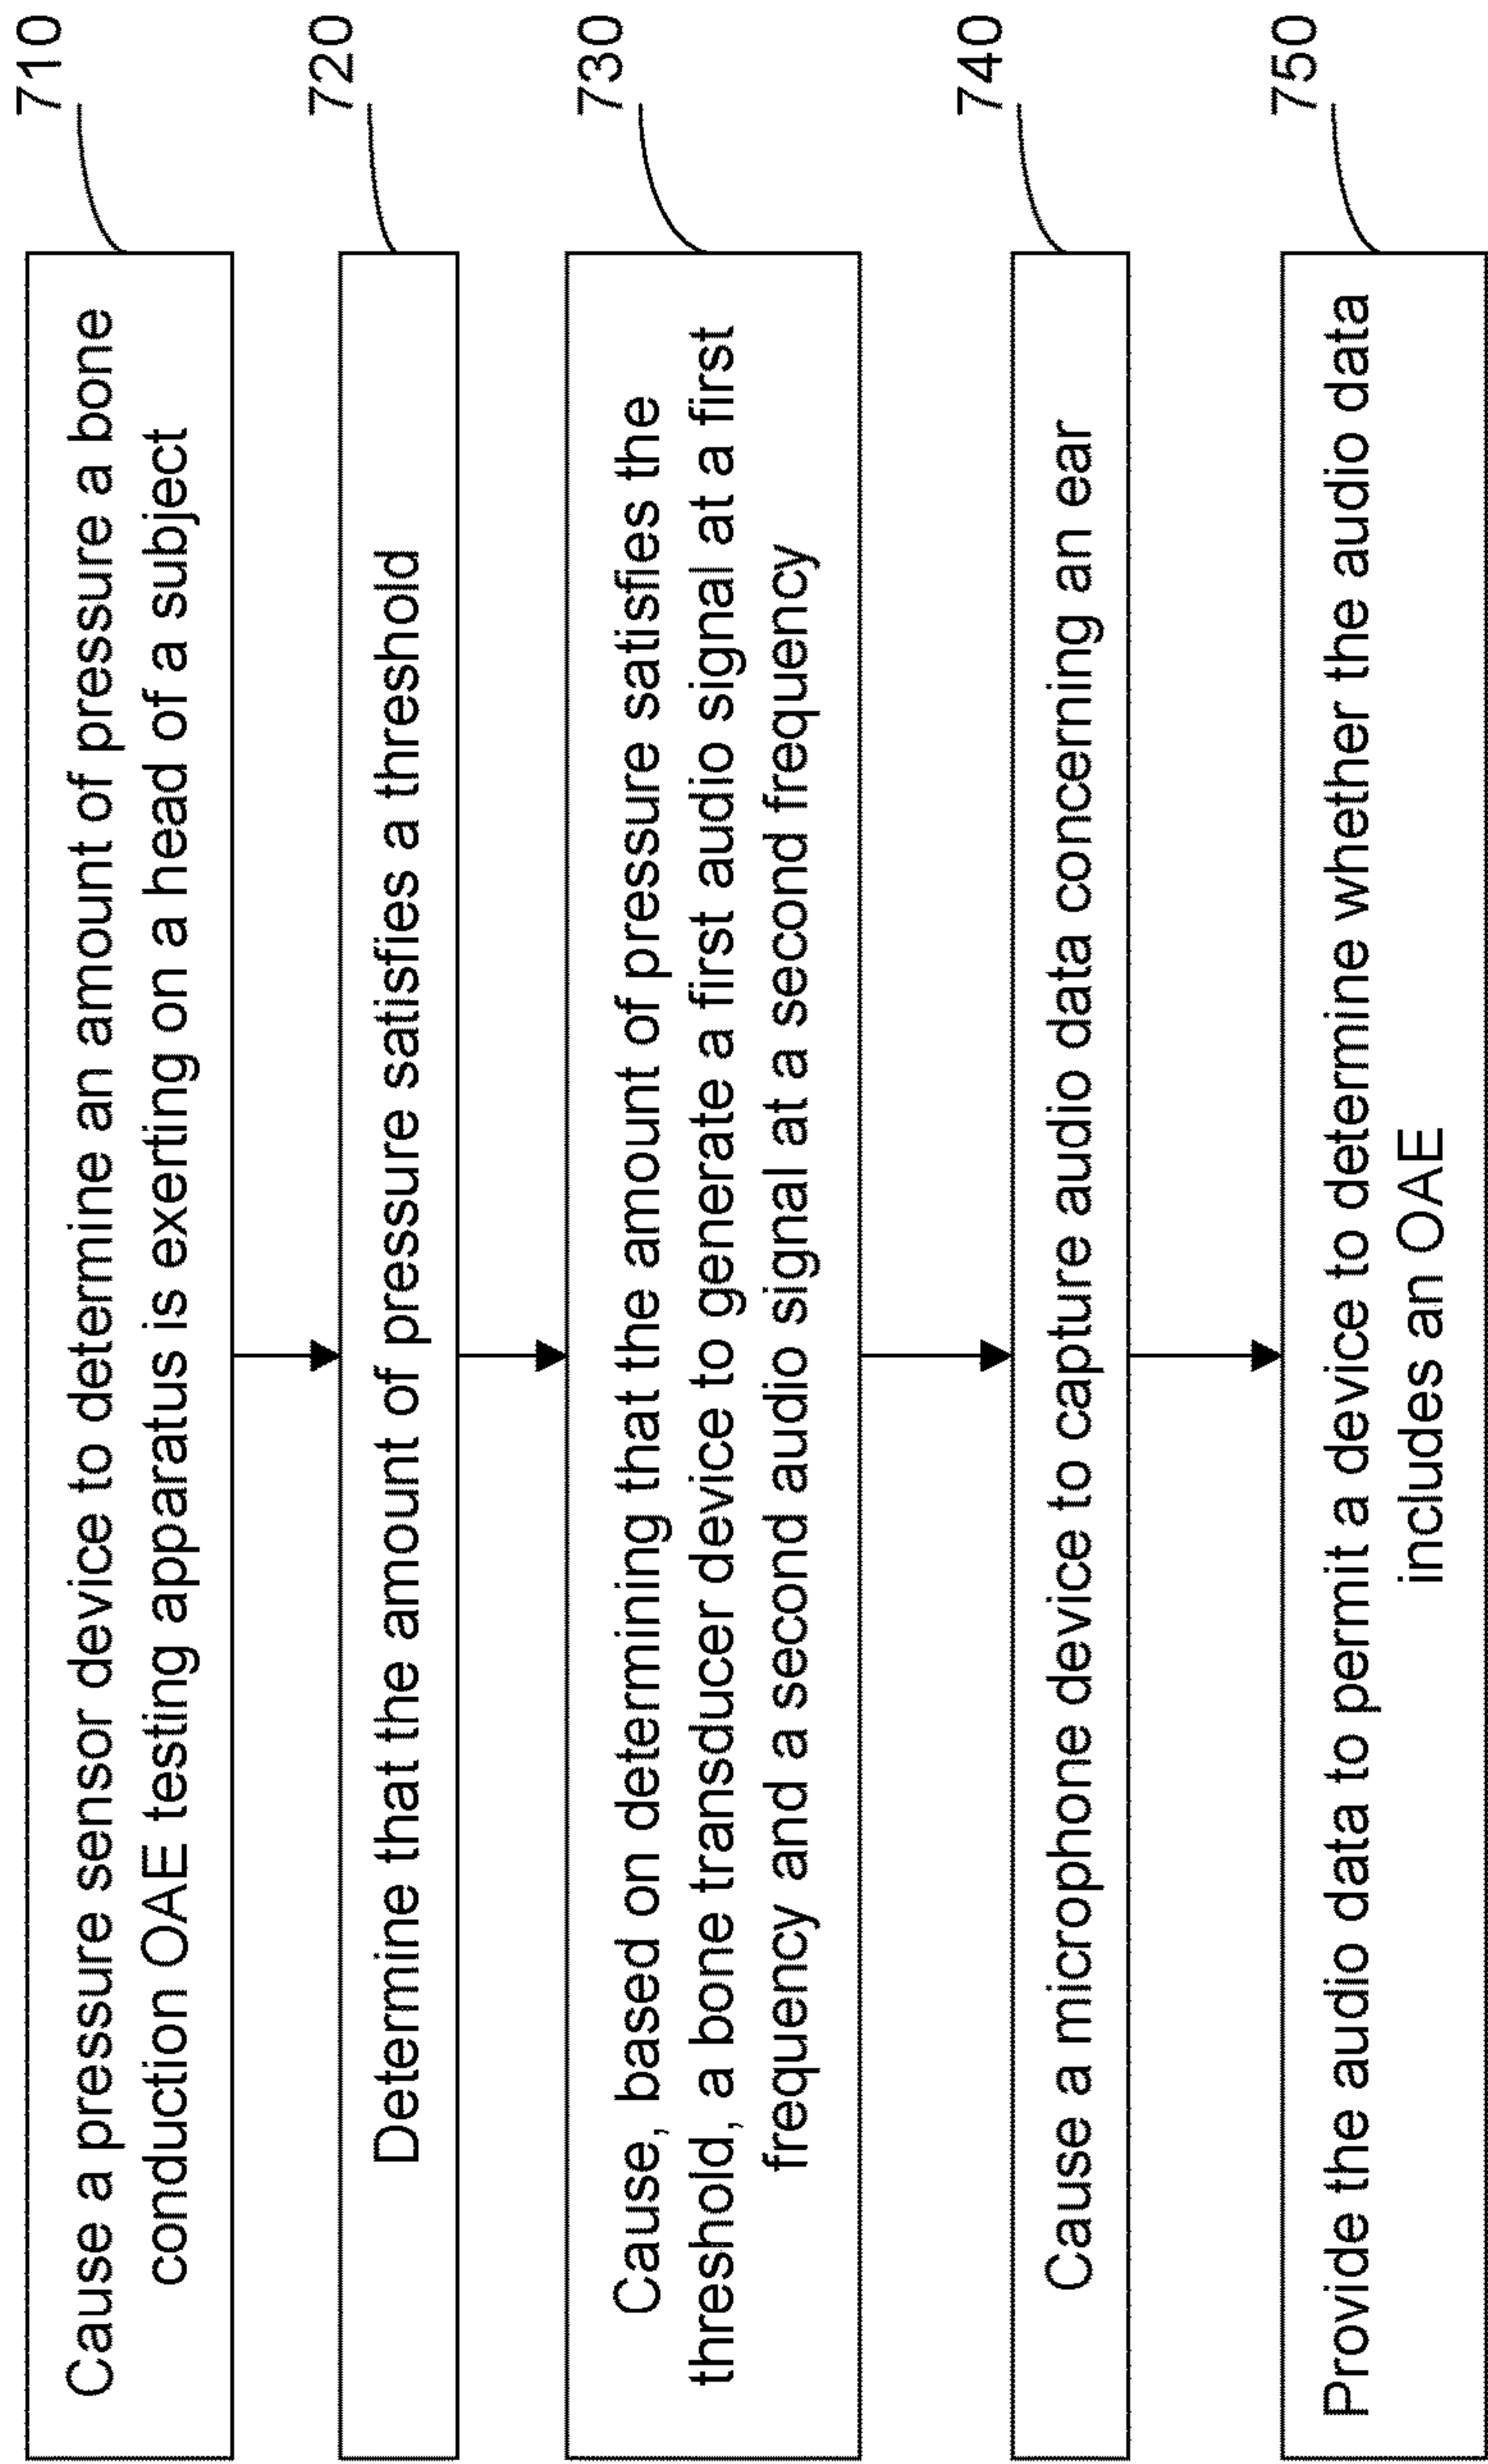 710
Cause a pressure sensor device to determine an amount of pressure a bone
conduction OAE testing apparatus is exerting on a head of a subject
720
Determine that the amount of pressure satisfies a threshold
730
Cause, based on determining that the amount of pressure satisfies the
threshold, a bone transducer device to generate a first audio signal at a first
frequency and a second audio signal at a second frequency
740
Cause a microphone device to capture audio data concerning an ear
750
Provide the audio data to permit a device to determine whether the audio data
includes an OAE